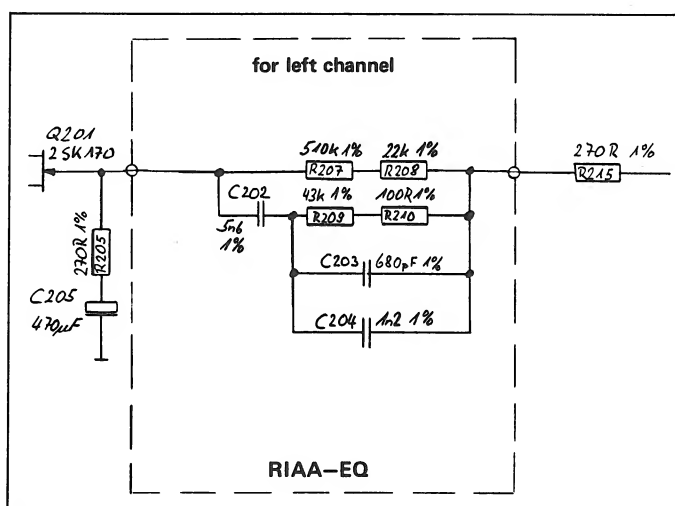 for left channel
Q201
2SK170
510k 1%
22k 1%
270R 1%
R207
R208
R215
C202
43k 1%
100R 1%
R209
R210
5n6
1%
270R 1%
R205
C203
680pF 1%
C205
470µF
C204
1n2 1%
RIAA–EQ